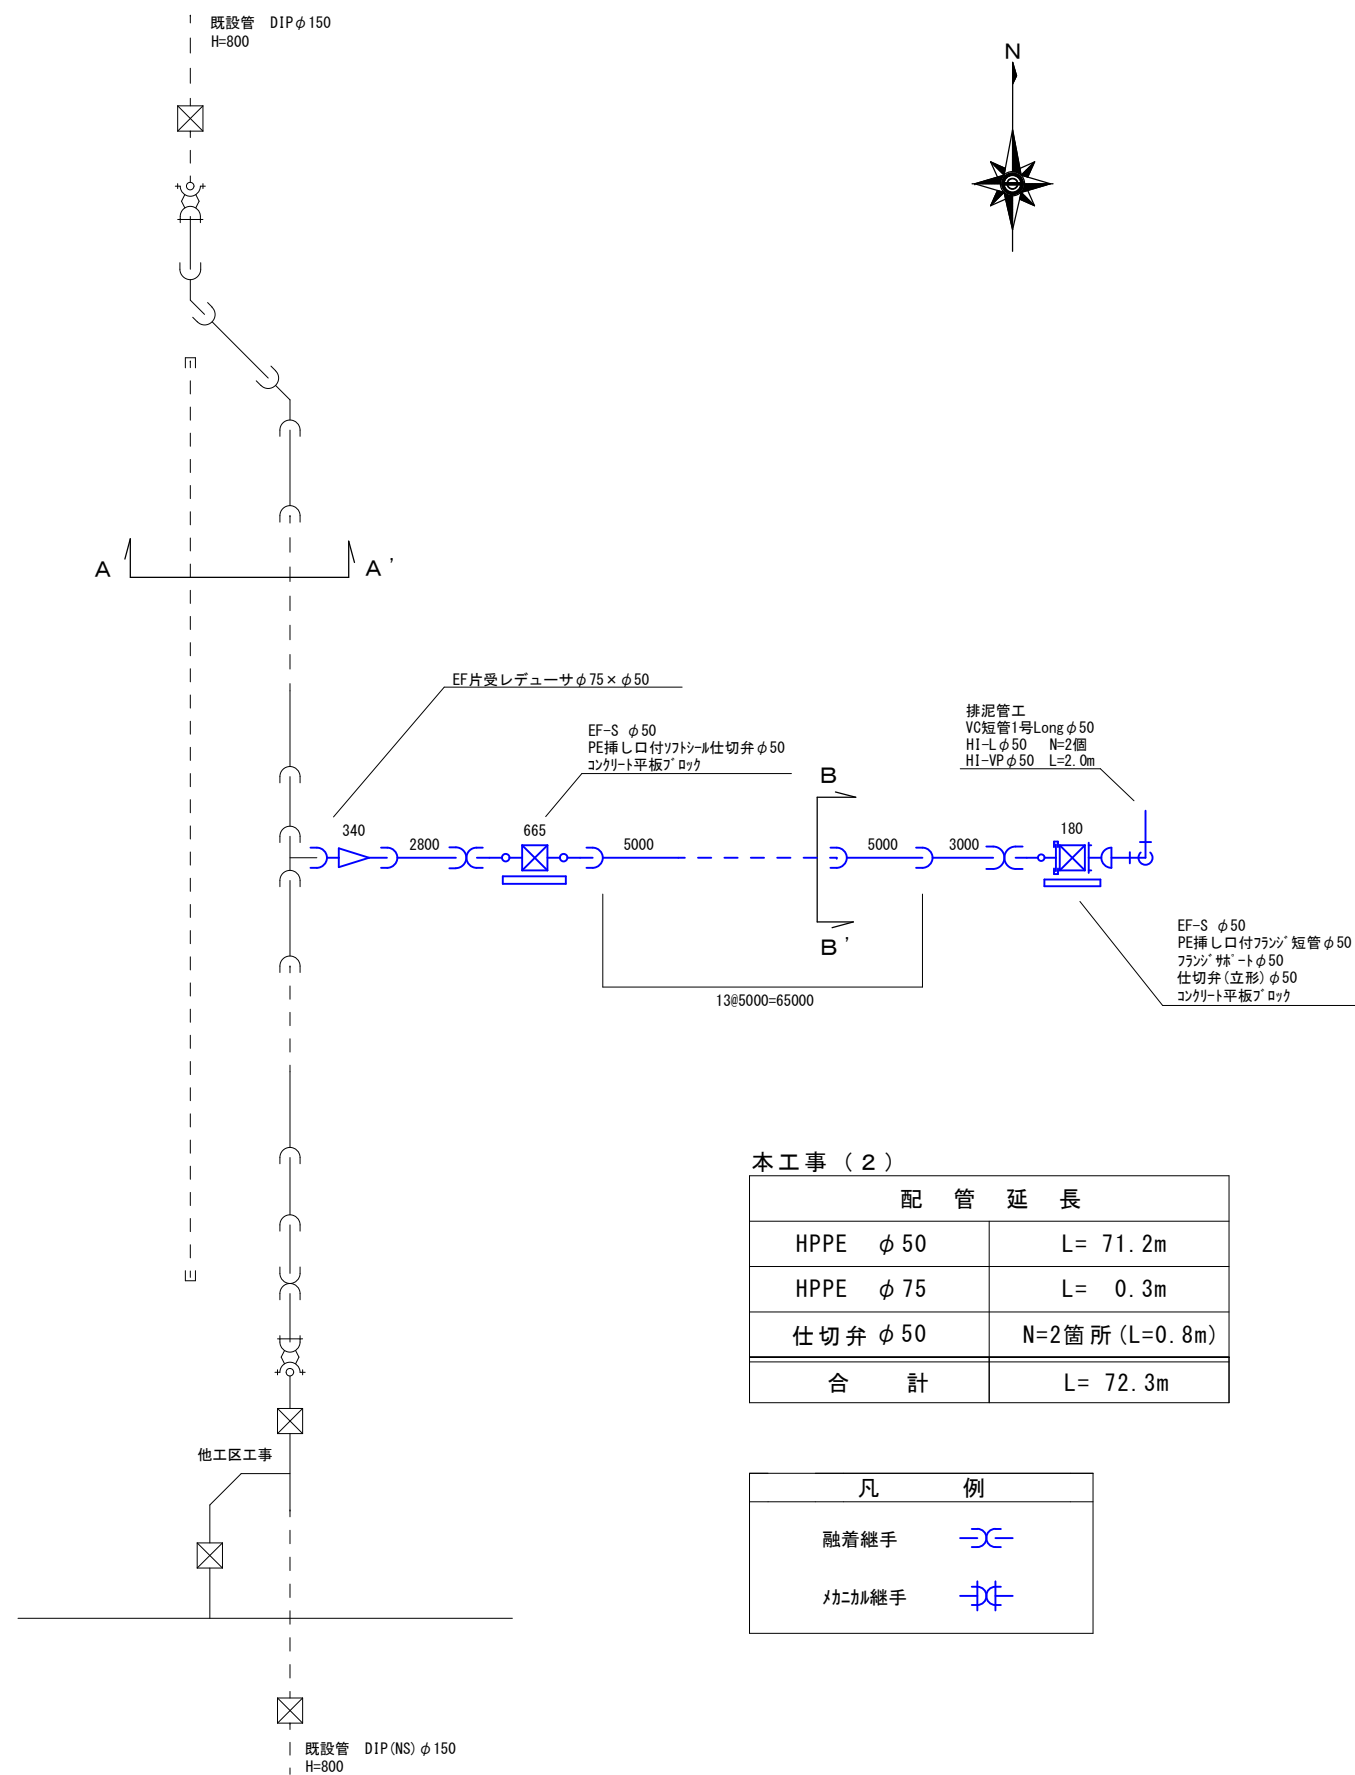 既設管 DIPφ150
H=800
N
A
A'
EF片受レデューサφ75×φ50
EF-S φ50
PE挿し口付ソフトシール仕切弁φ50
コンクリート平板ブロック
排泥管工
VC短管1号Longφ50
HI-Lφ50 N=2個
HI-VPφ50 L=2.0m
B
340
2800
665
5000
5000
3000
180
B'
EF-S φ50
PE挿し口付フランジ短管φ50
フランジサポートφ50
仕切弁(立形)φ50
コンクリート平板ブロック
13@5000=65000
本工事(2)
配管延長
HPPE φ50 L= 71.2m
HPPE φ75 L= 0.3m
仕切弁φ50 N=2箇所(L=0.8m)
合計 L= 72.3m
他工区工事
凡例
融着継手
メカニカル継手
既設管 DIP(NS)φ150
H=800